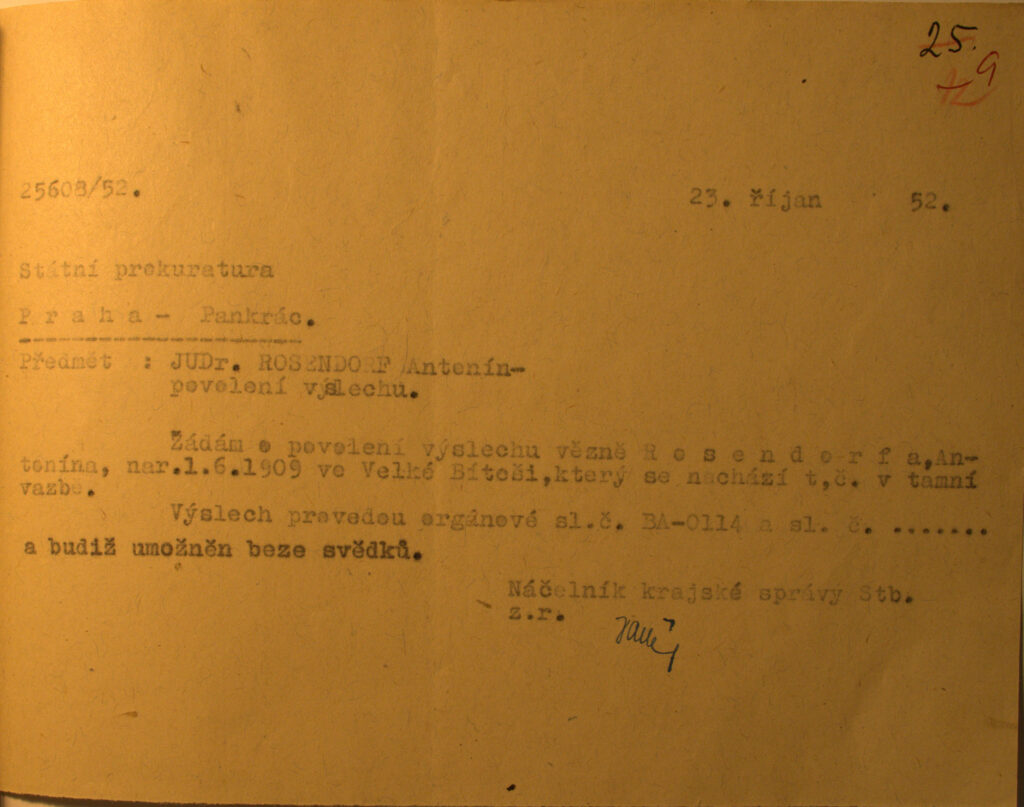 25.
9
12
25608/52.
23. říjan 52.
Státní prokuratura
P r a h a - Pankrác.
Předmět : JUDr. ROSENDORF Antonín-
povolení výslechu.
Žádám o povolení výslechu vězně R o s e n d o r f a,An-
tonína, nar.1.6.1909 ve Velké Bíteši,který se nachází t,č. v tamní
vazbě.
Výslech provedou orgánové sl.č. BA-0114 a sl. č. .......
a budiž umožněn beze svědků.
Náčelník krajské správy Stb.
z.r.